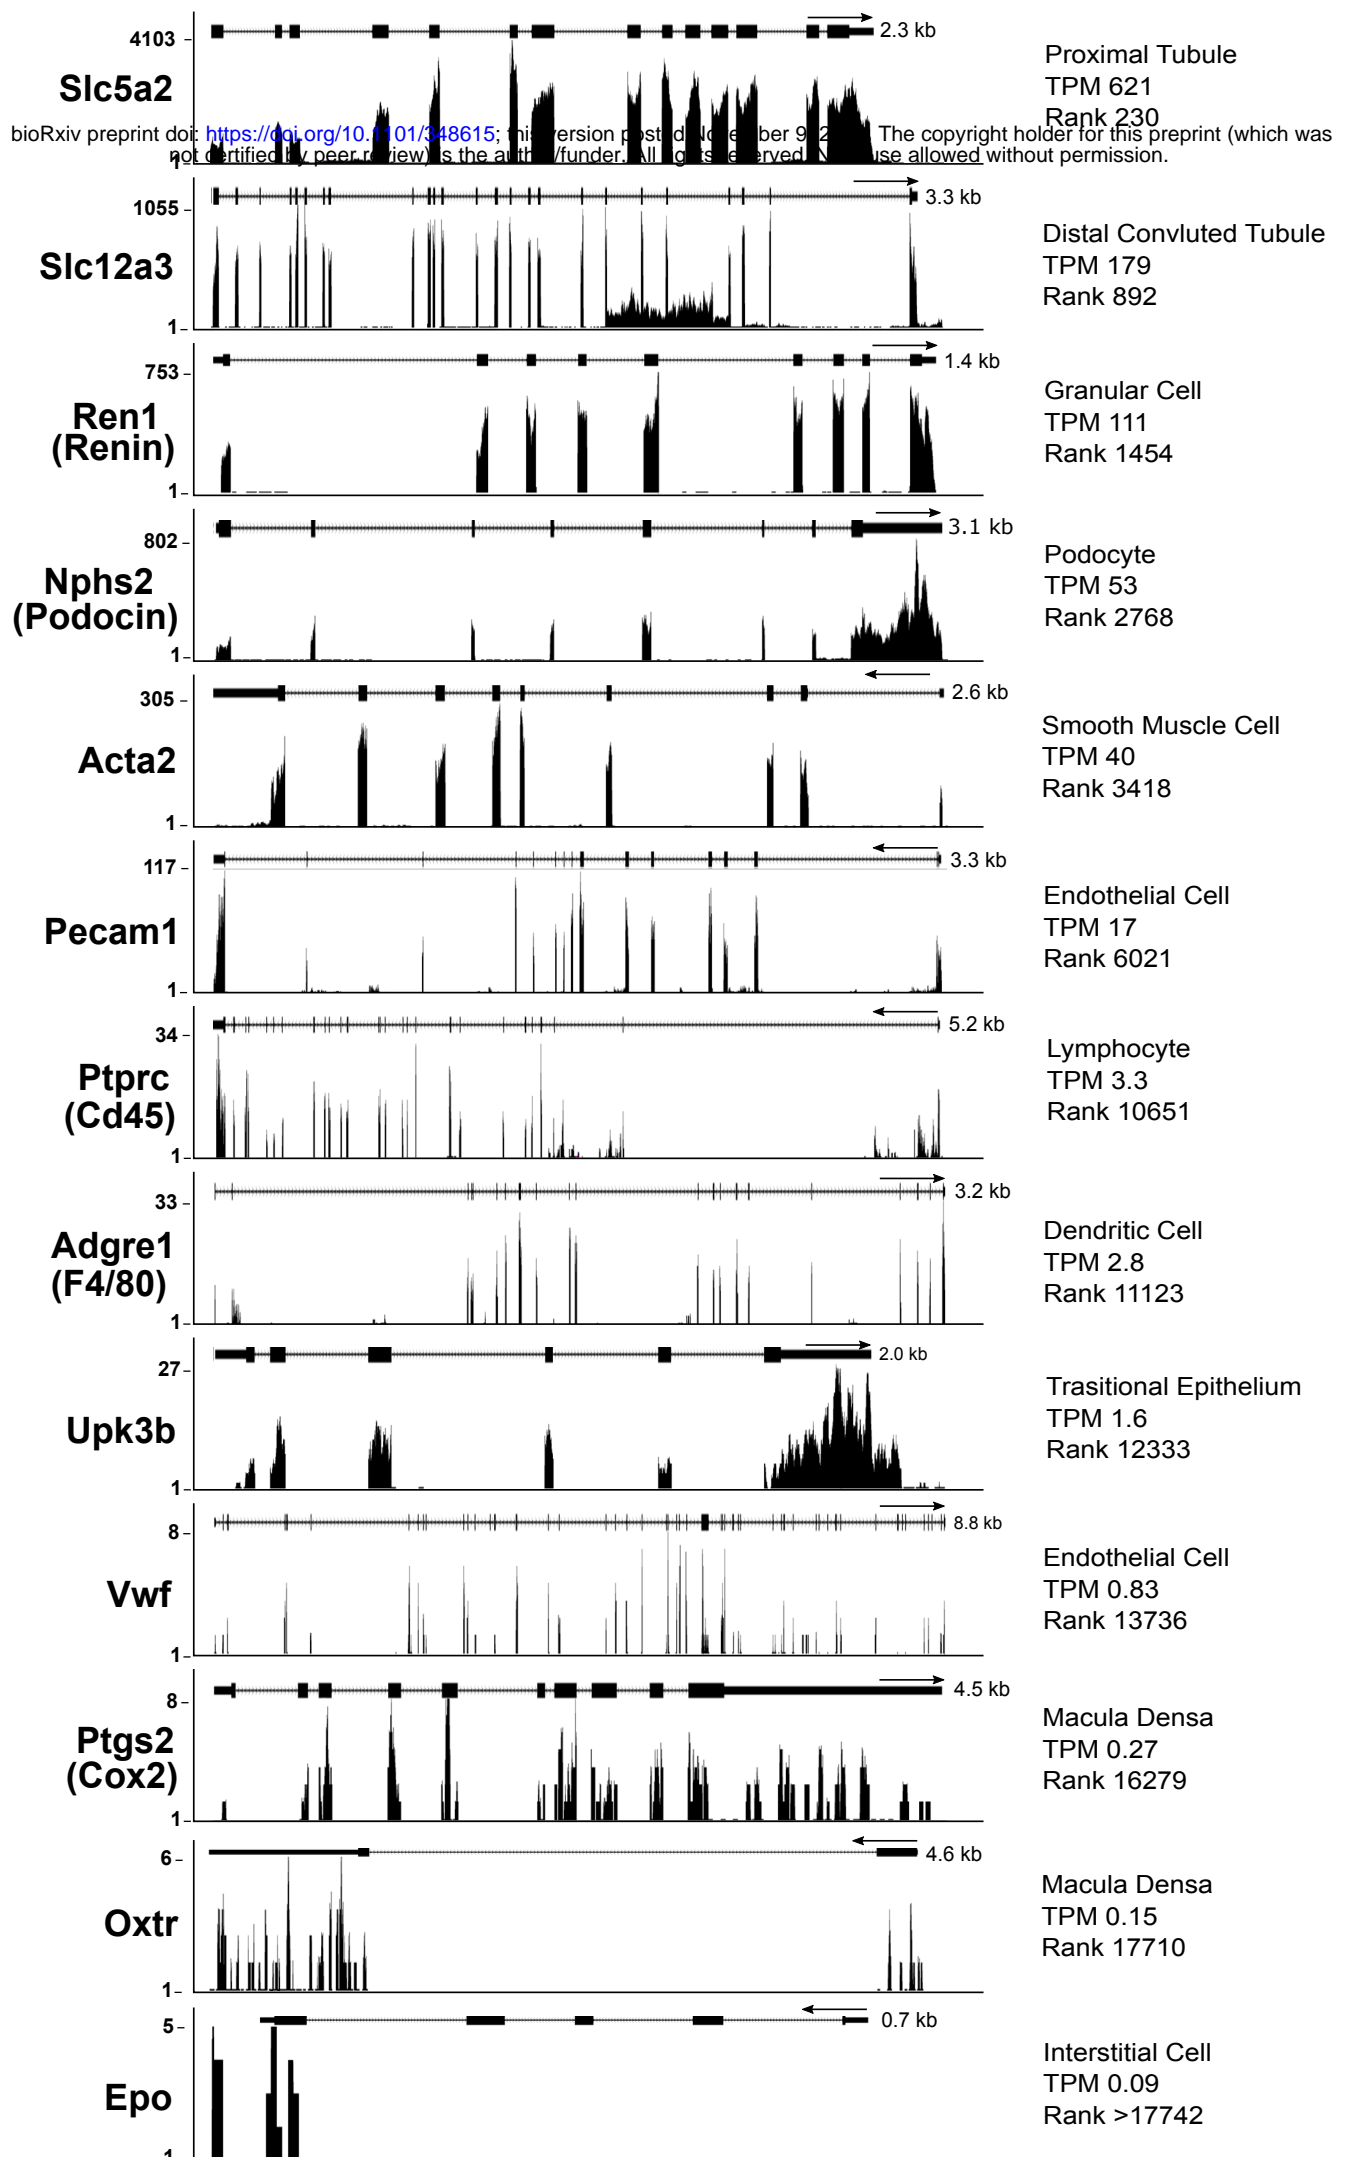 2.3 kb
4103
Slc5a2
1
Proximal Tubule
TPM 621
Rank 230
bioRxiv preprint doi: https://doi.org/10.1101/348615; this version posted November 9, The copyright holder for this preprint (which was
not certified by peer review) is the author/funder. All rights reserved. No reuse allowed without permission.
3.3 kb
1055
Slc12a3
1
Distal Convluted Tubule
TPM 179
Rank 892
1.4 kb
753
Ren1
(Renin)
1
Granular Cell
TPM 111
Rank 1454
3.1 kb
802
Nphs2
(Podocin)
1
Podocyte
TPM 53
Rank 2768
2.6 kb
305
Acta2
1
Smooth Muscle Cell
TPM 40
Rank 3418
3.3 kb
117
Pecam1
1
Endothelial Cell
TPM 17
Rank 6021
5.2 kb
34
Ptprc
(Cd45)
1
Lymphocyte
TPM 3.3
Rank 10651
3.2 kb
33
Adgre1
(F4/80)
1
Dendritic Cell
TPM 2.8
Rank 11123
2.0 kb
27
Upk3b
1
Trasitional Epithelium
TPM 1.6
Rank 12333
8.8 kb
8
Vwf
1
Endothelial Cell
TPM 0.83
Rank 13736
4.5 kb
8
Ptgs2
(Cox2)
1
Macula Densa
TPM 0.27
Rank 16279
4.6 kb
6
Oxtr
1
Macula Densa
TPM 0.15
Rank 17710
0.7 kb
5
Epo
1
Interstitial Cell
TPM 0.09
Rank >17742